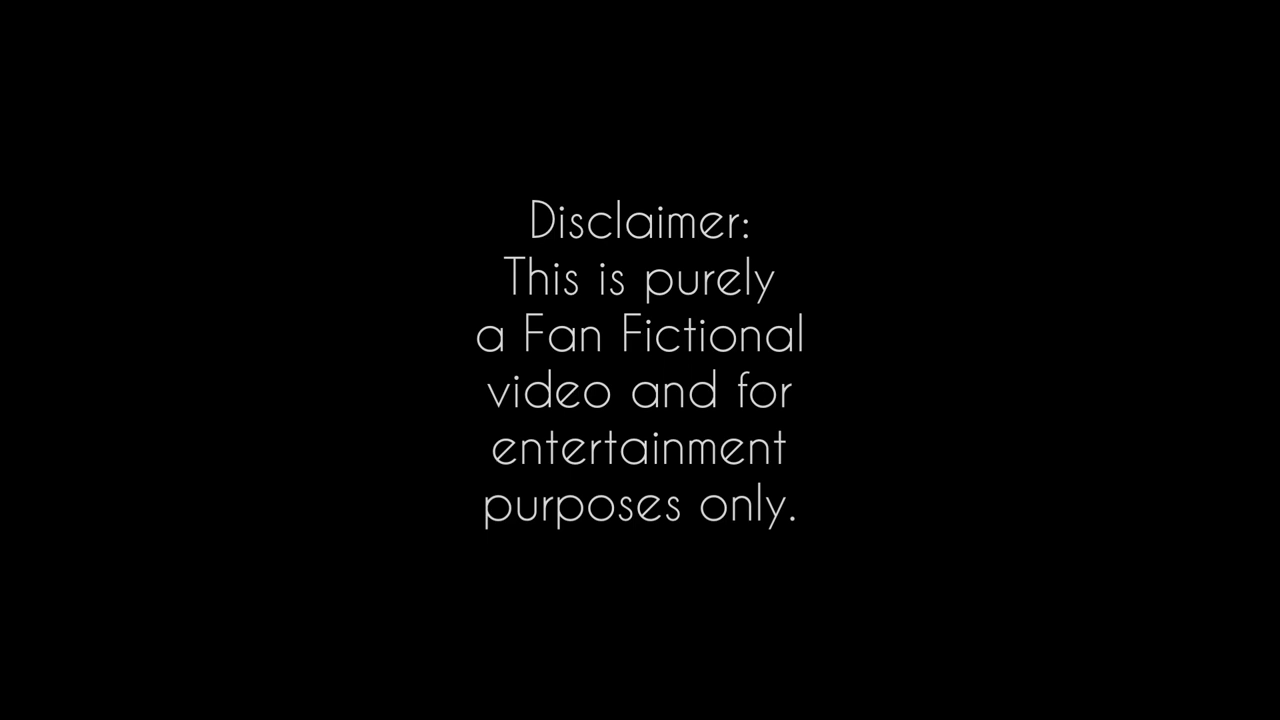 Disclaimer:
This is purely
a Fan Fictional
video and for
entertainment
purposes only.